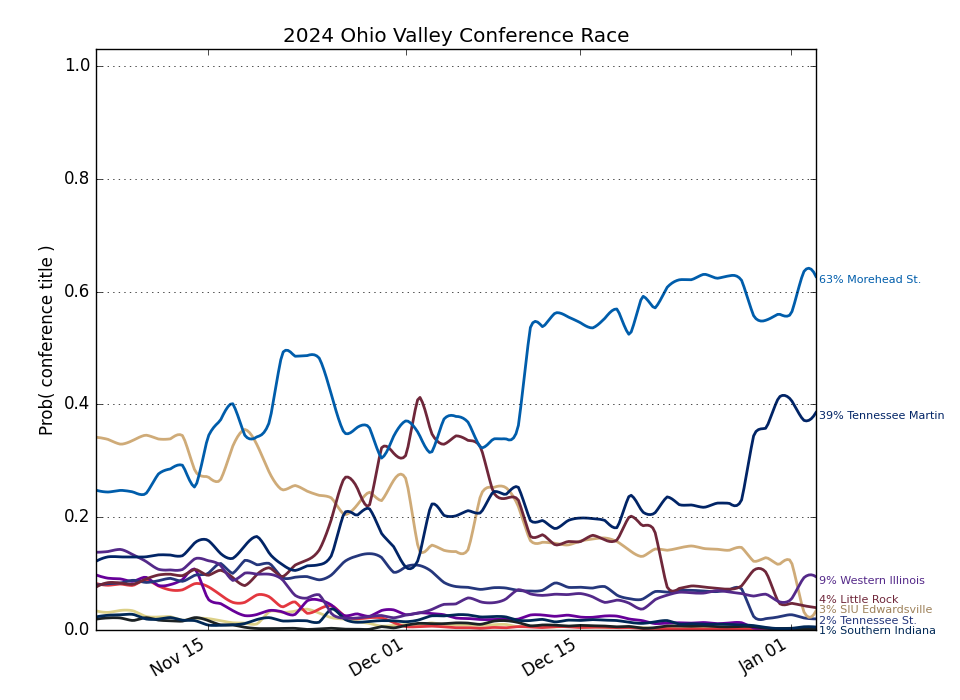 2024 Ohio Valley Conference Race
1.0
0.8
0.6
0.4
0.2
0.0
Prob( conference title )
63% Morehead St.
39% Tennessee Martin
9% Western Illinois
4% Little Rock
3% SIU Edwardsville
2% Tennessee St.
1% Southern Indiana
Nov 15
Dec 01
Dec 15
Jan 01